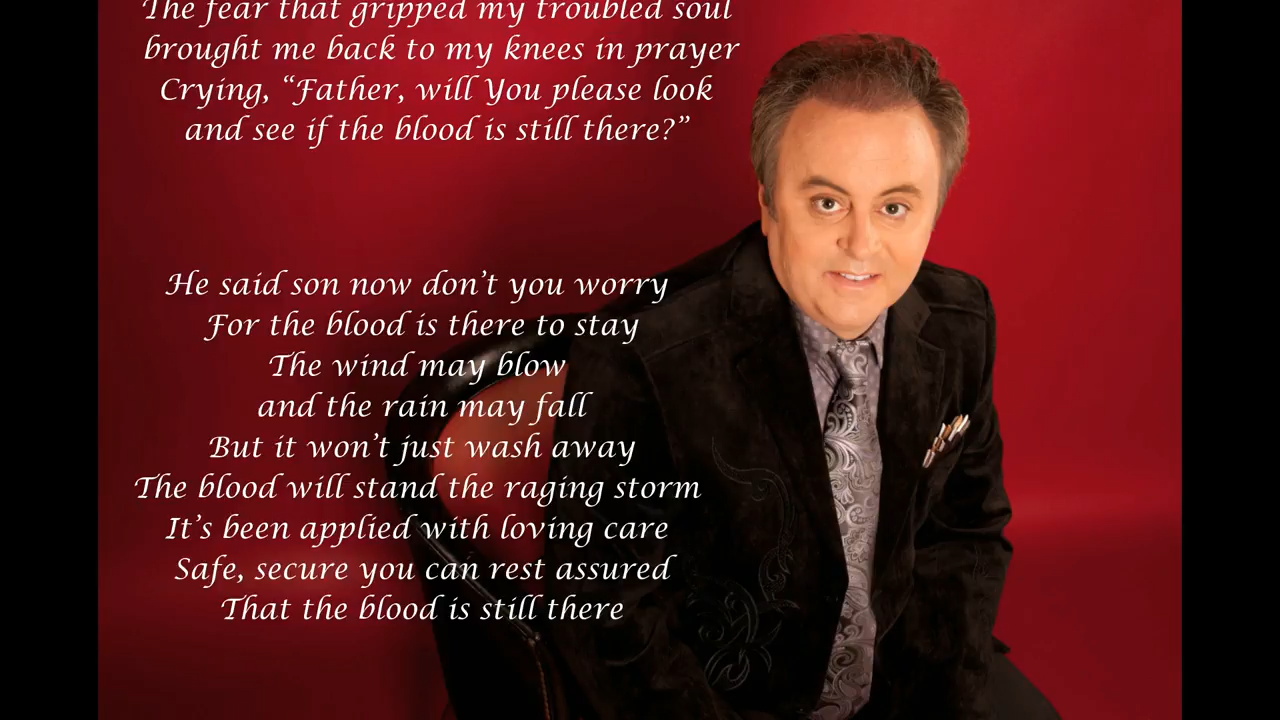 The fear that gripped my troubled soul
brought me back to my knees in prayer
Crying, “Father, will You please look
and see if the blood is still there?”
He said son now don’t you worry
For the blood is there to stay
The wind may blow
and the rain may fall
But it won’t just wash away
The blood will stand the raging storm
It’s been applied with loving care
Safe, secure you can rest assured
That the blood is still there